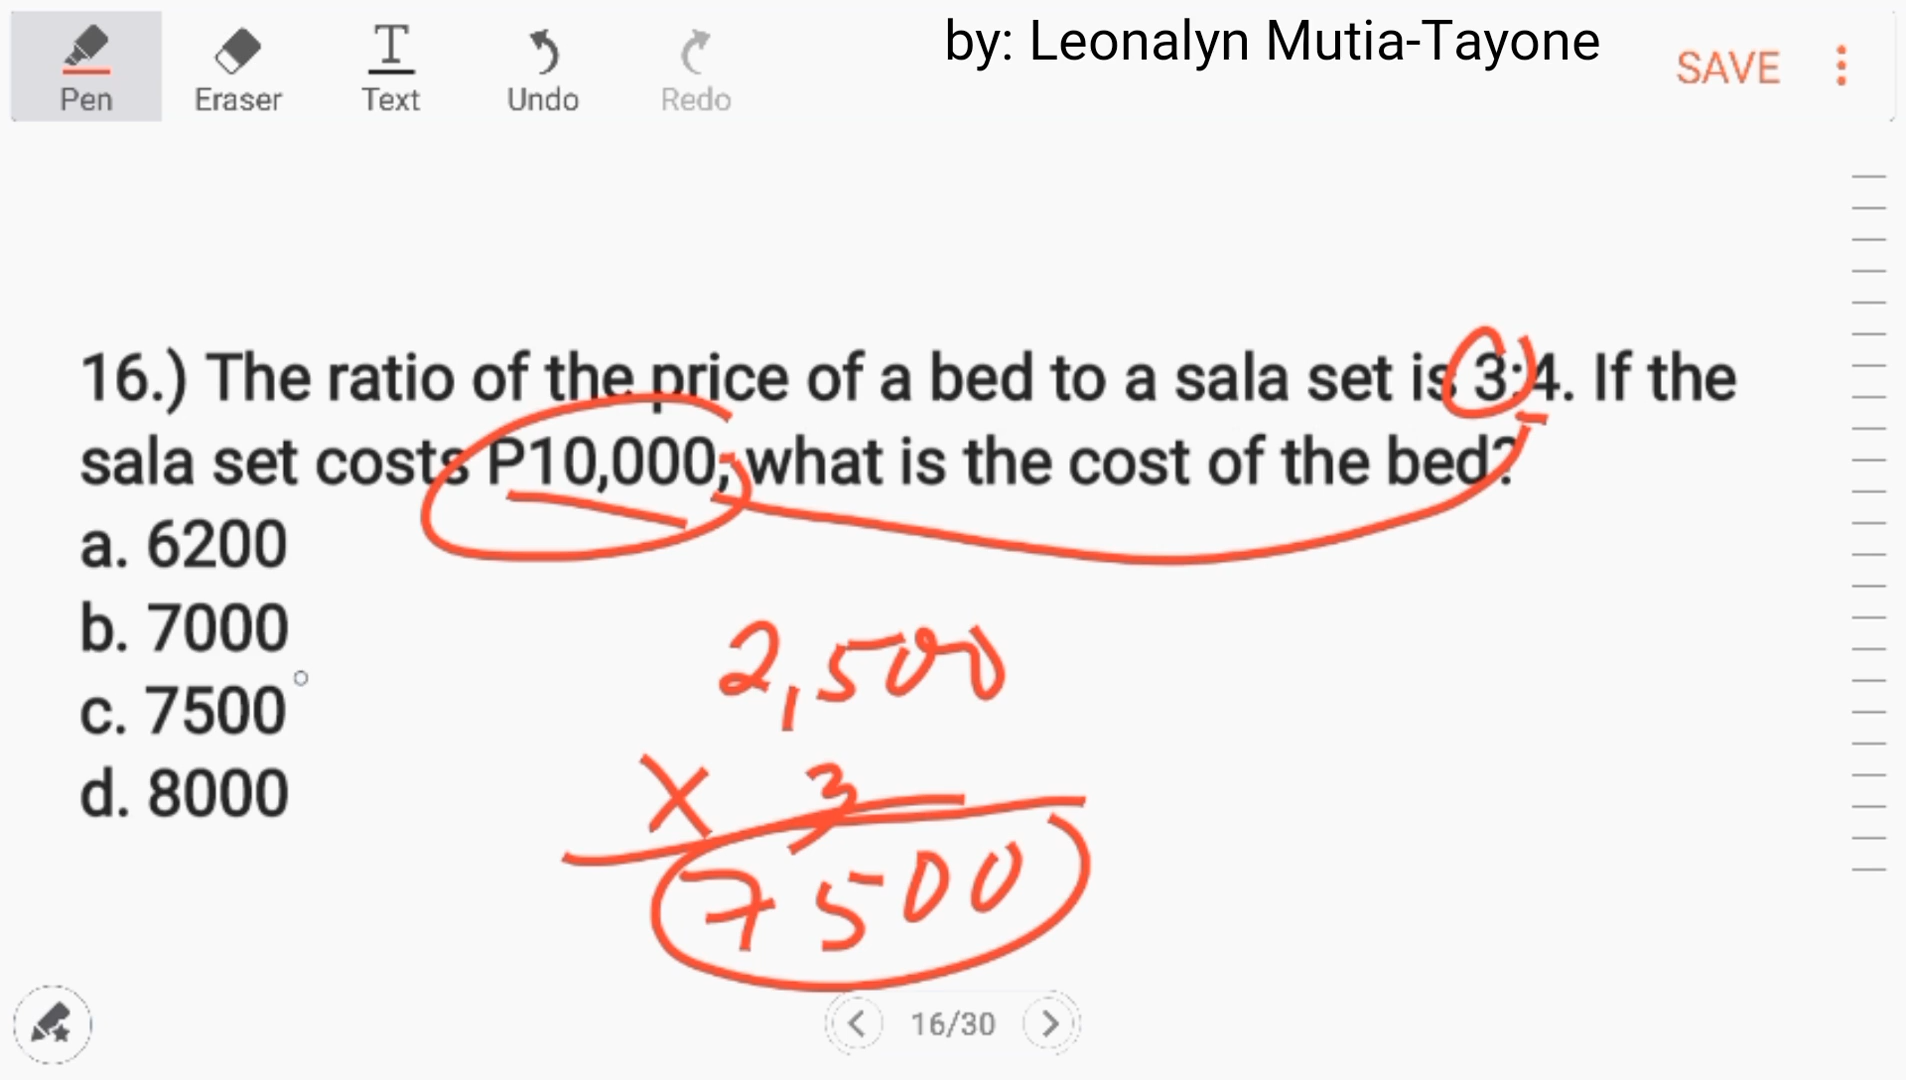 by: Leonalyn Mutia-Tayone
Pen
Eraser
Text
Undo
Redo
SAVE
16.) The ratio of the price of a bed to a sala set is 3:4. If the
sala set costs P10,000, what is the cost of the bed?
a. 6200
b. 7000
c. 7500
d. 8000
2,500
x 3
7500
16/30